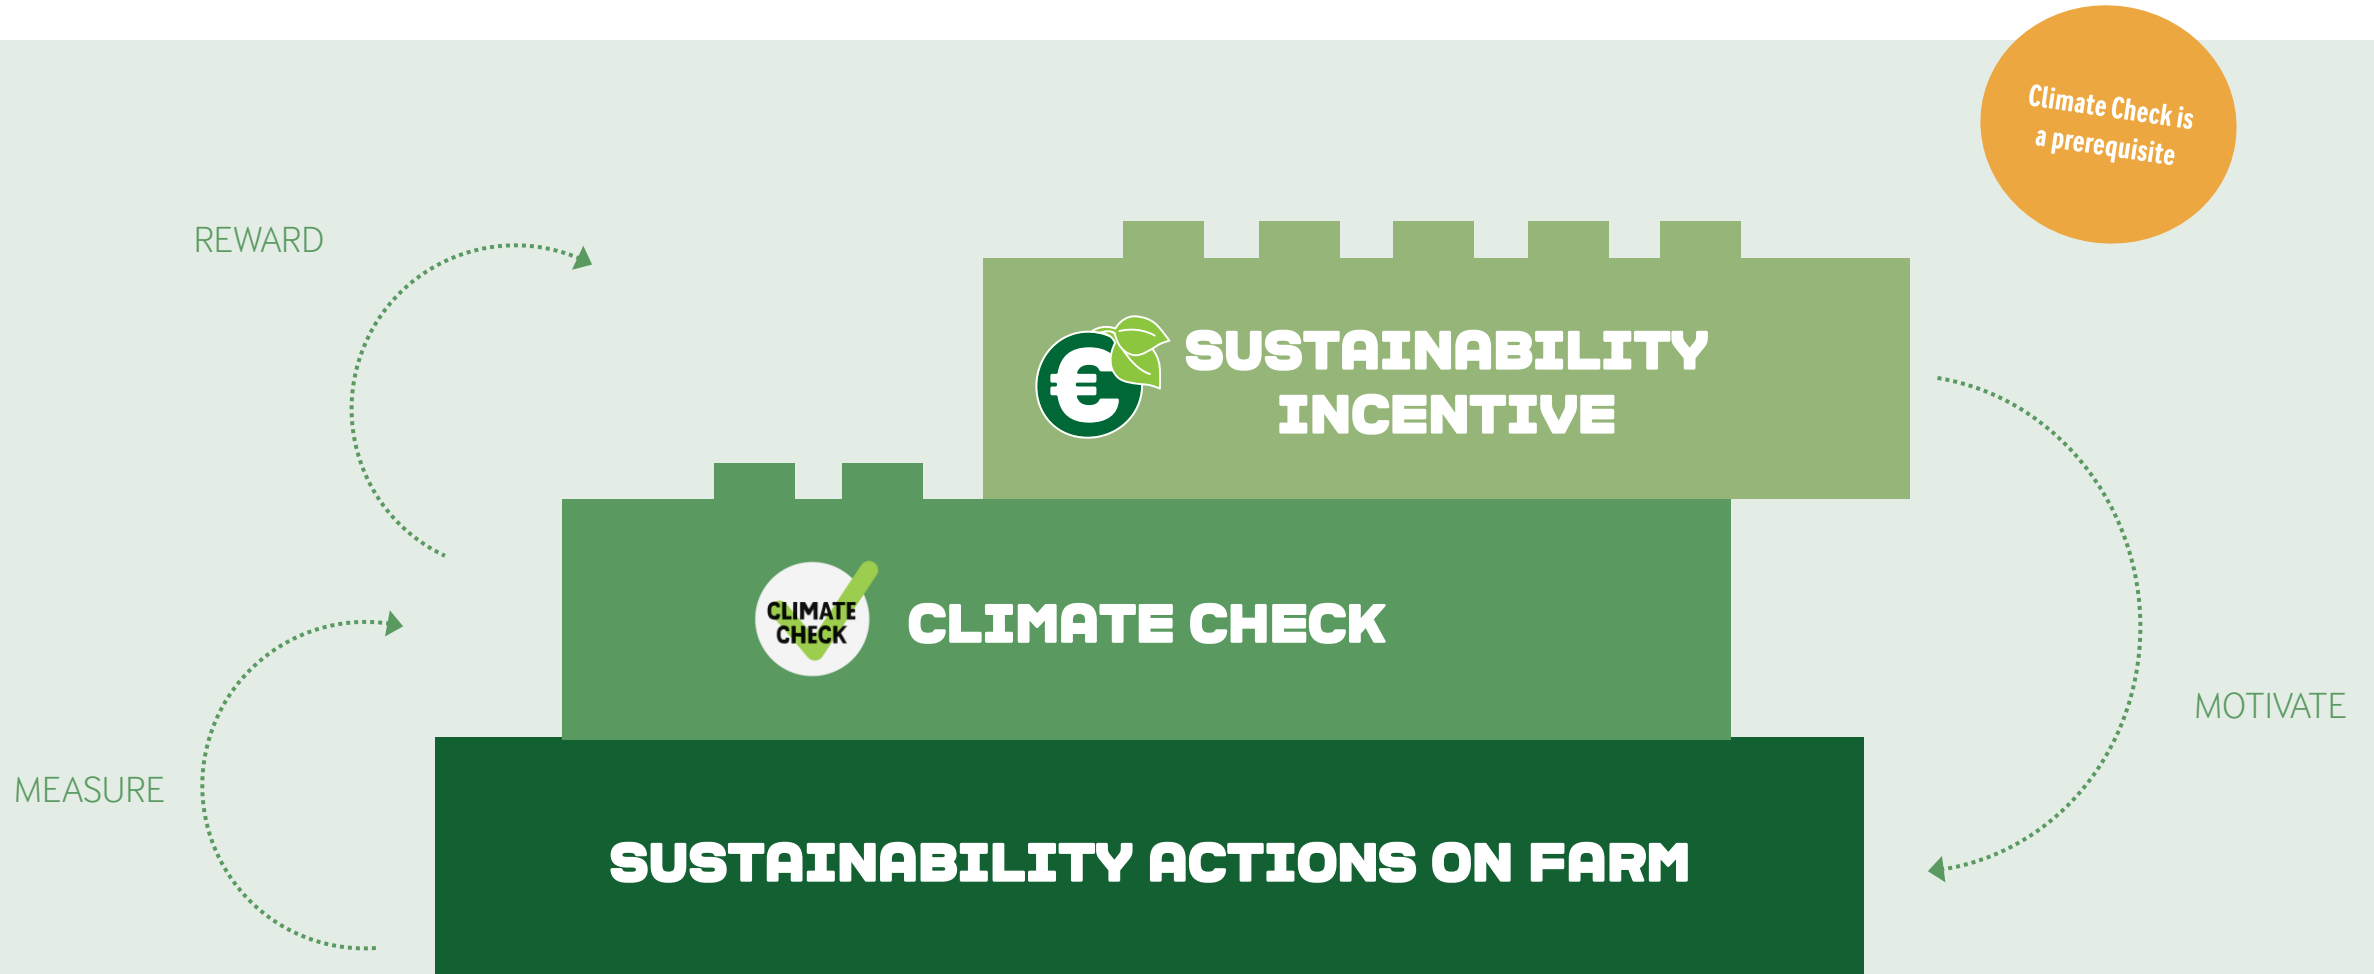 Climate Check is
a prerequisite
REWARD
€
SUSTAINABILITY
INCENTIVE
CLIMATE
CHECK
CLIMATE CHECK
MOTIVATE
MEASURE
SUSTAINABILITY ACTIONS ON FARM